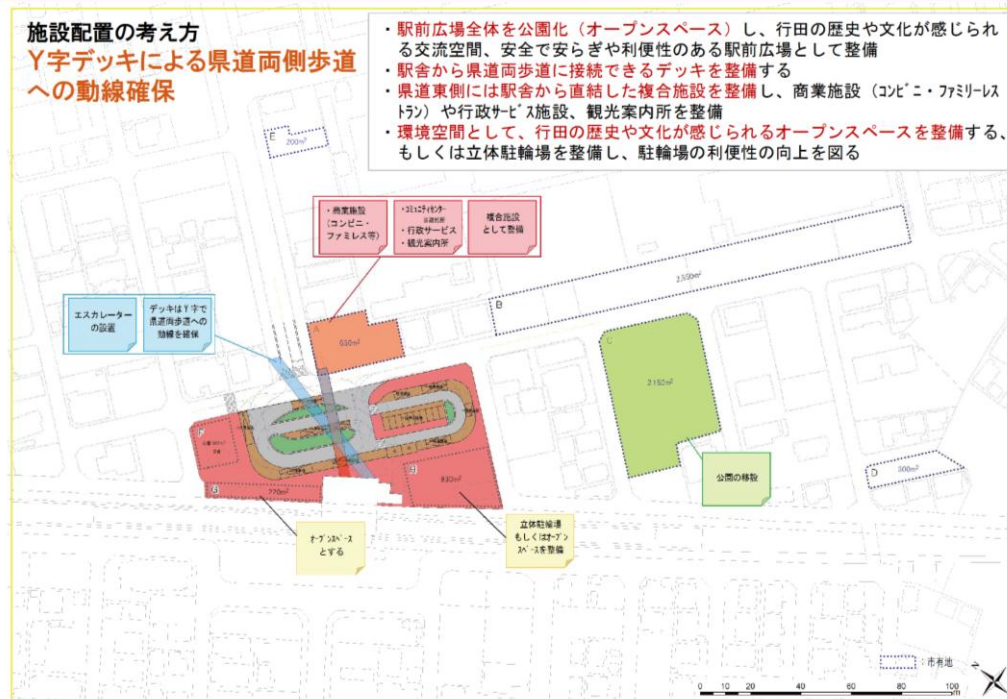 施設配置の考え方
Y字デッキによる県道両側歩道
への動線確保
・駅前広場全体を公園化（オープンスペース）し、行田の歴史や文化が感じられ
る交流空間、安全で安らぎや利便性のある駅前広場として整備
・駅舎から県道両歩道に接続できるデッキを整備する
・県道東側には駅舎から直結した複合施設を整備し、商業施設（コンビニ・ファミリーレス
トラン）や行政サービス施設、観光案内所を整備
・環境空間として、行田の歴史や文化が感じられるオープンスペースを整備する、
もしくは立体駐輪場を整備し、駐輪場の利便性の向上を図る
E
200m²
・商業施設
（コンビニ・
ファミレス等）
・コミュニティセンター
・行政サービス
・観光案内所
複合施設
として整備
B
エスカレーター
の設置
デッキはY字で
県道両歩道への
動線を確保
A
C
2,150m²
F
G
220m²
H
D
公園の移設
オープンスペース
とする
立体駐輪場
もしくはオープン
スペースを整備
：市有地
0 10 20 40 60 80 100
m